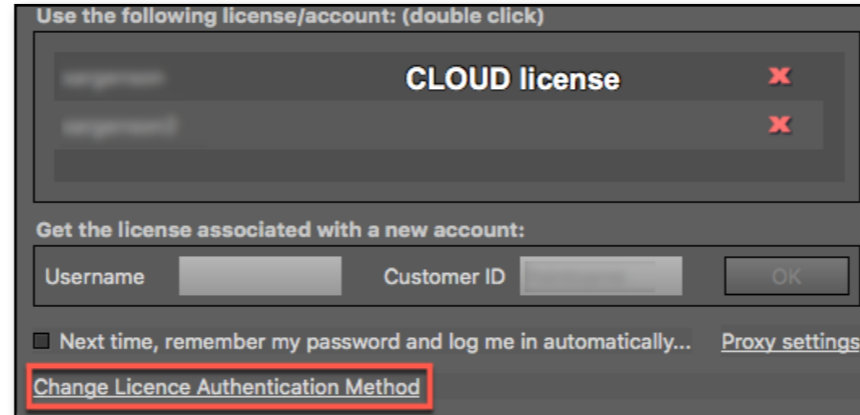 Use the following license/account: (double click)
CLOUD license
Get the license associated with a new account:
Username Customer ID OK
Next time, remember my password and log me in automatically... Proxy settings
Change Licence Authentication Method